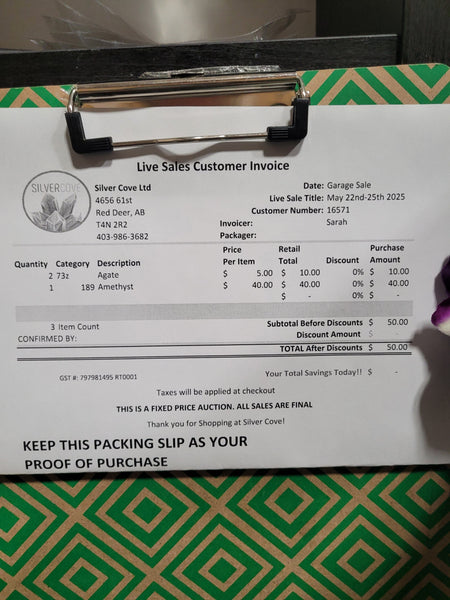 Live Sales Customer Invoice
SILVERCOVE
Silver Cove Ltd
4656 61st
Red Deer, AB
T4N 2R2
403-986-3682
Date: Garage Sale
Live Sale Title: May 22nd-25th 2025
Customer Number: 16571
Invoicer: Sarah
Packager:
Quantity Category Description Price Per Item Retail Total Discount Purchase Amount
2 73z Agate $ 5.00 $ 10.00 0% $ 10.00
1 189 Amethyst $ 40.00 $ 40.00 0% $ 40.00
$ - 0% $ -
3 Item Count Subtotal Before Discounts $ 50.00
CONFIRMED BY: Discount Amount $ -
TOTAL After Discounts $ 50.00
GST #: 797981495 RT0001 Your Total Savings Today!! $ -
Taxes will be applied at checkout
THIS IS A FIXED PRICE AUCTION. ALL SALES ARE FINAL
Thank you for Shopping at Silver Cove!
KEEP THIS PACKING SLIP AS YOUR
PROOF OF PURCHASE